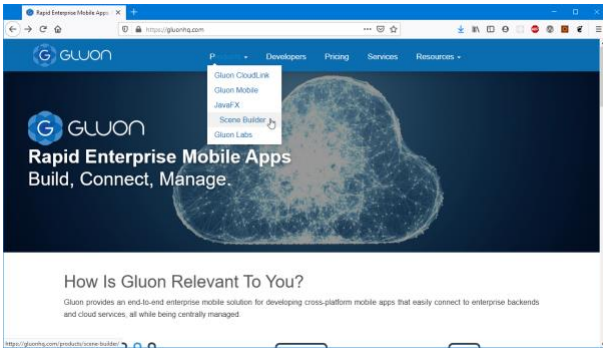 Rapid Enterprise Mobile Apps
https://gluonhq.com
GLUON
Products
Developers
Pricing
Services
Resources
Gluon CloudLink
Gluon Mobile
JavaFX
Scene Builder
Gluon Labs
GLUON
Rapid Enterprise Mobile Apps
Build, Connect, Manage.
How Is Gluon Relevant To You?
Gluon provides an end-to-end enterprise mobile solution for developing cross-platform mobile apps that easily connect to enterprise backends
and cloud services, all while being centrally managed.
https://gluonhq.com/products/scene-builder/